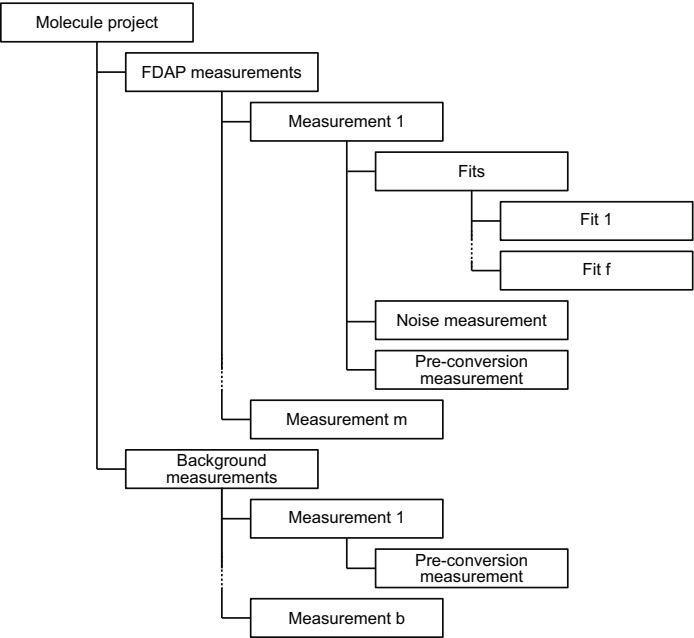 Molecule project
FDAP measurements
Measurement 1
Fits
Fit 1
Fit f
Noise measurement
Pre-conversion
measurement
Measurement m
Background
measurements
Measurement 1
Pre-conversion
measurement
Measurement b